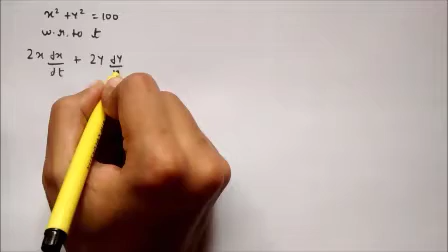 x² + y² = 100
w.r. to t
2x dx/dt + 2y dy/